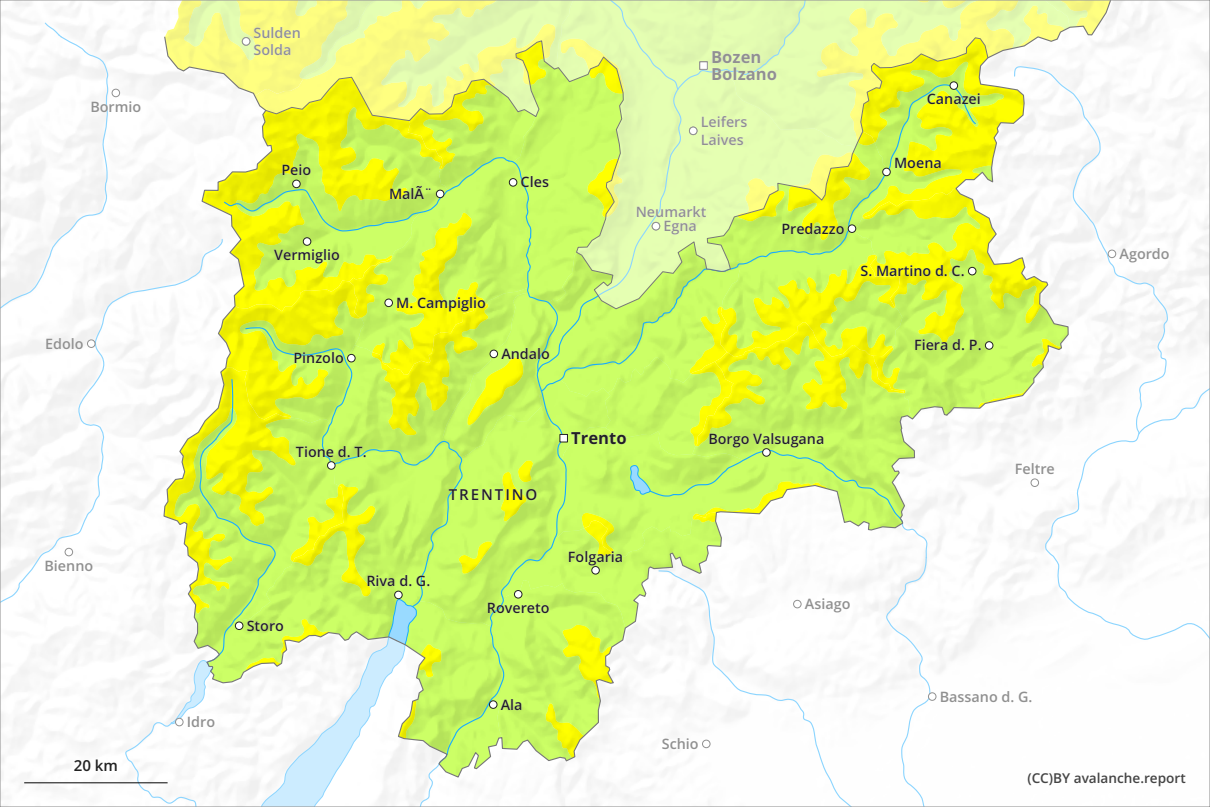 Sulden
Solda
Bozen
Bolzano
Bormio
Canazei
Leifers
Laives
Moena
Peio
MalÃ¨
Cles
Neumarkt
Egna
Predazzo
Vermiglio
Agordo
S. Martino d. C.
M. Campiglio
Edolo
Pinzolo
Andalo
Fiera d. P.
Trento
Borgo Valsugana
Tione d. T.
Feltre
TRENTINO
Bienno
Folgaria
Riva d. G.
Rovereto
Asiago
Storo
Bassano d. G.
Ala
Idro
Schio
20 km
(CC)BY avalanche.report